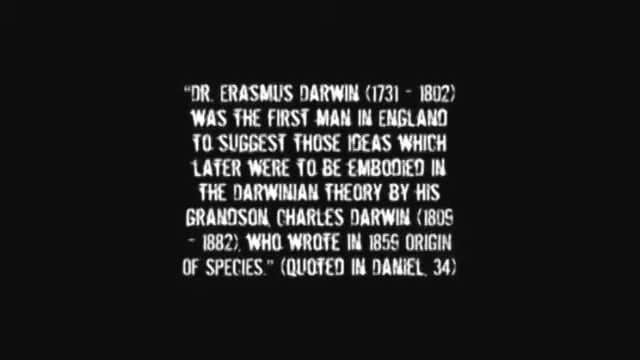 "DR. ERASMUS DARWIN (1731 - 1802)
WAS THE FIRST MAN IN ENGLAND
TO SUGGEST THOSE IDEAS WHICH
LATER WERE TO BE EMBODIED IN
THE DARWINIAN THEORY BY HIS
GRANDSON, CHARLES DARWIN (1809
- 1882), WHO WROTE IN 1859 ORIGIN
OF SPECIES." (QUOTED IN DANIEL, 34)